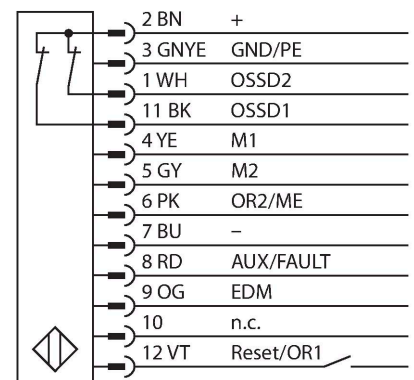 2 BN +
3 GNYE GND/PE
1 WH OSSD2
11 BK OSSD1
4 YE M1
5 GY M2
6 PK OR2/ME
7 BU –
8 RD AUX/FAULT
9 OG EDM
10 n.c.
12 VT Reset/OR1